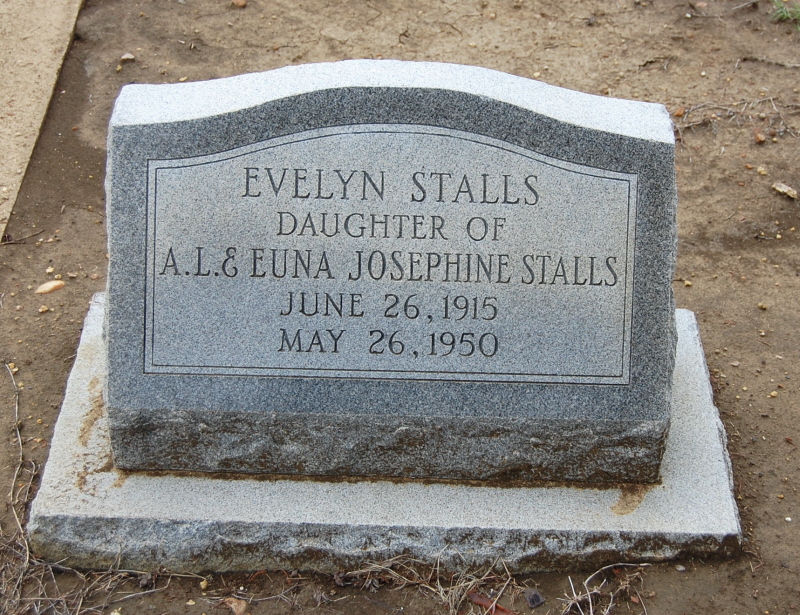 EVELYN STALLS
DAUGHTER OF
A.L.& EUNA JOSEPHINE STALLS
JUNE 26, 1915
MAY 26, 1950